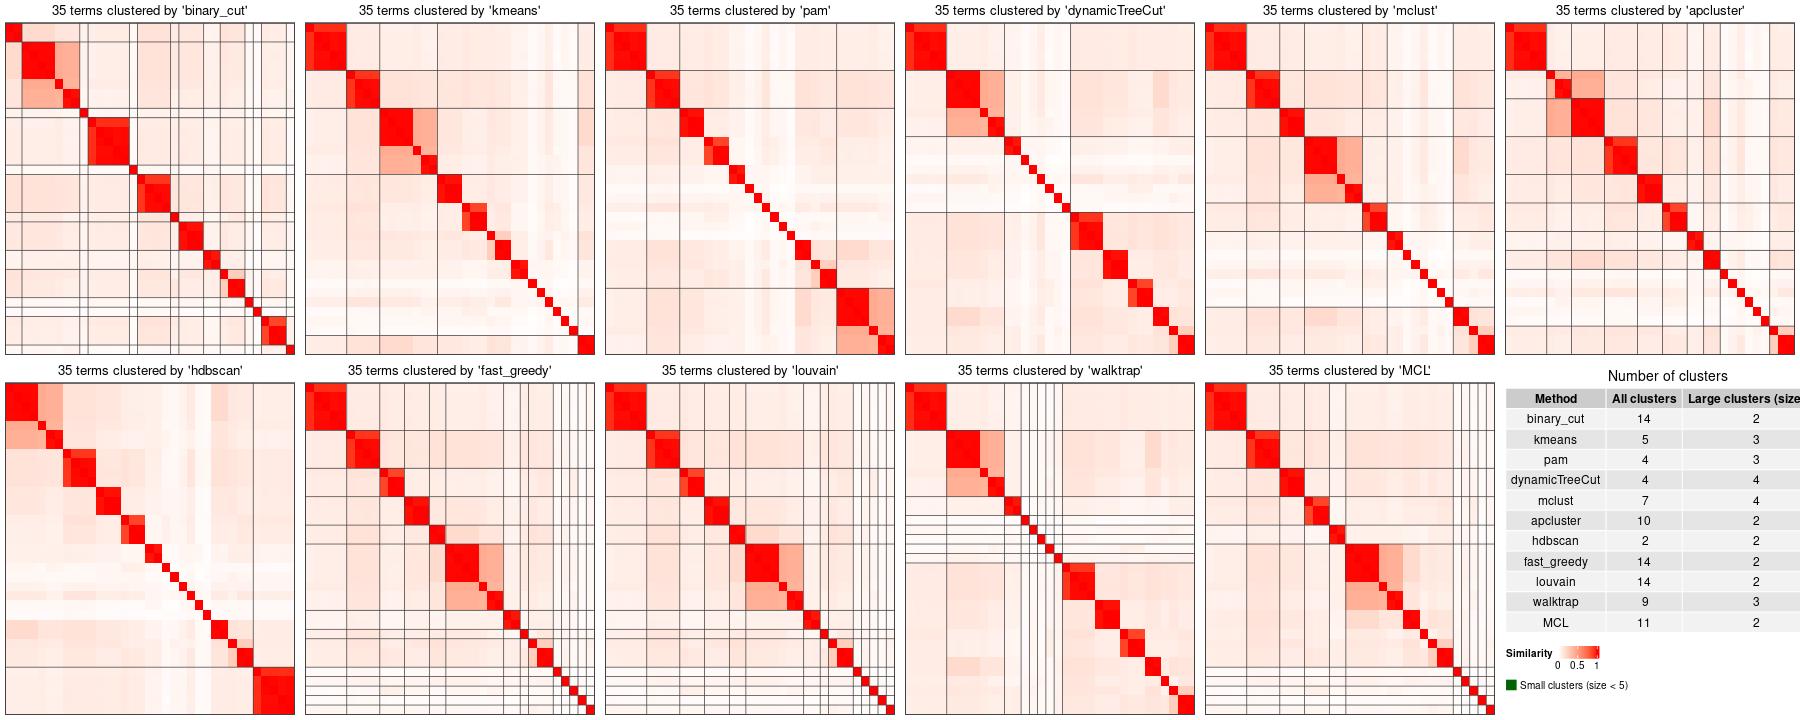 35 terms clustered by 'binary_cut'
35 terms clustered by 'kmeans'
35 terms clustered by 'pam'
35 terms clustered by 'dynamicTreeCut'
35 terms clustered by 'mclust'
35 terms clustered by 'apcluster'
35 terms clustered by 'hdbscan'
35 terms clustered by 'fast_greedy'
35 terms clustered by 'louvain'
35 terms clustered by 'walktrap'
35 terms clustered by 'MCL'
Number of clusters
Method All clusters Large clusters (size
binary_cut 14 2
kmeans 5 3
pam 4 3
dynamicTreeCut 4 4
mclust 7 4
apcluster 10 2
hdbscan 2 2
fast_greedy 14 2
louvain 14 2
walktrap 9 3
MCL 11 2
Similarity
0 0.5 1
Small clusters (size < 5)